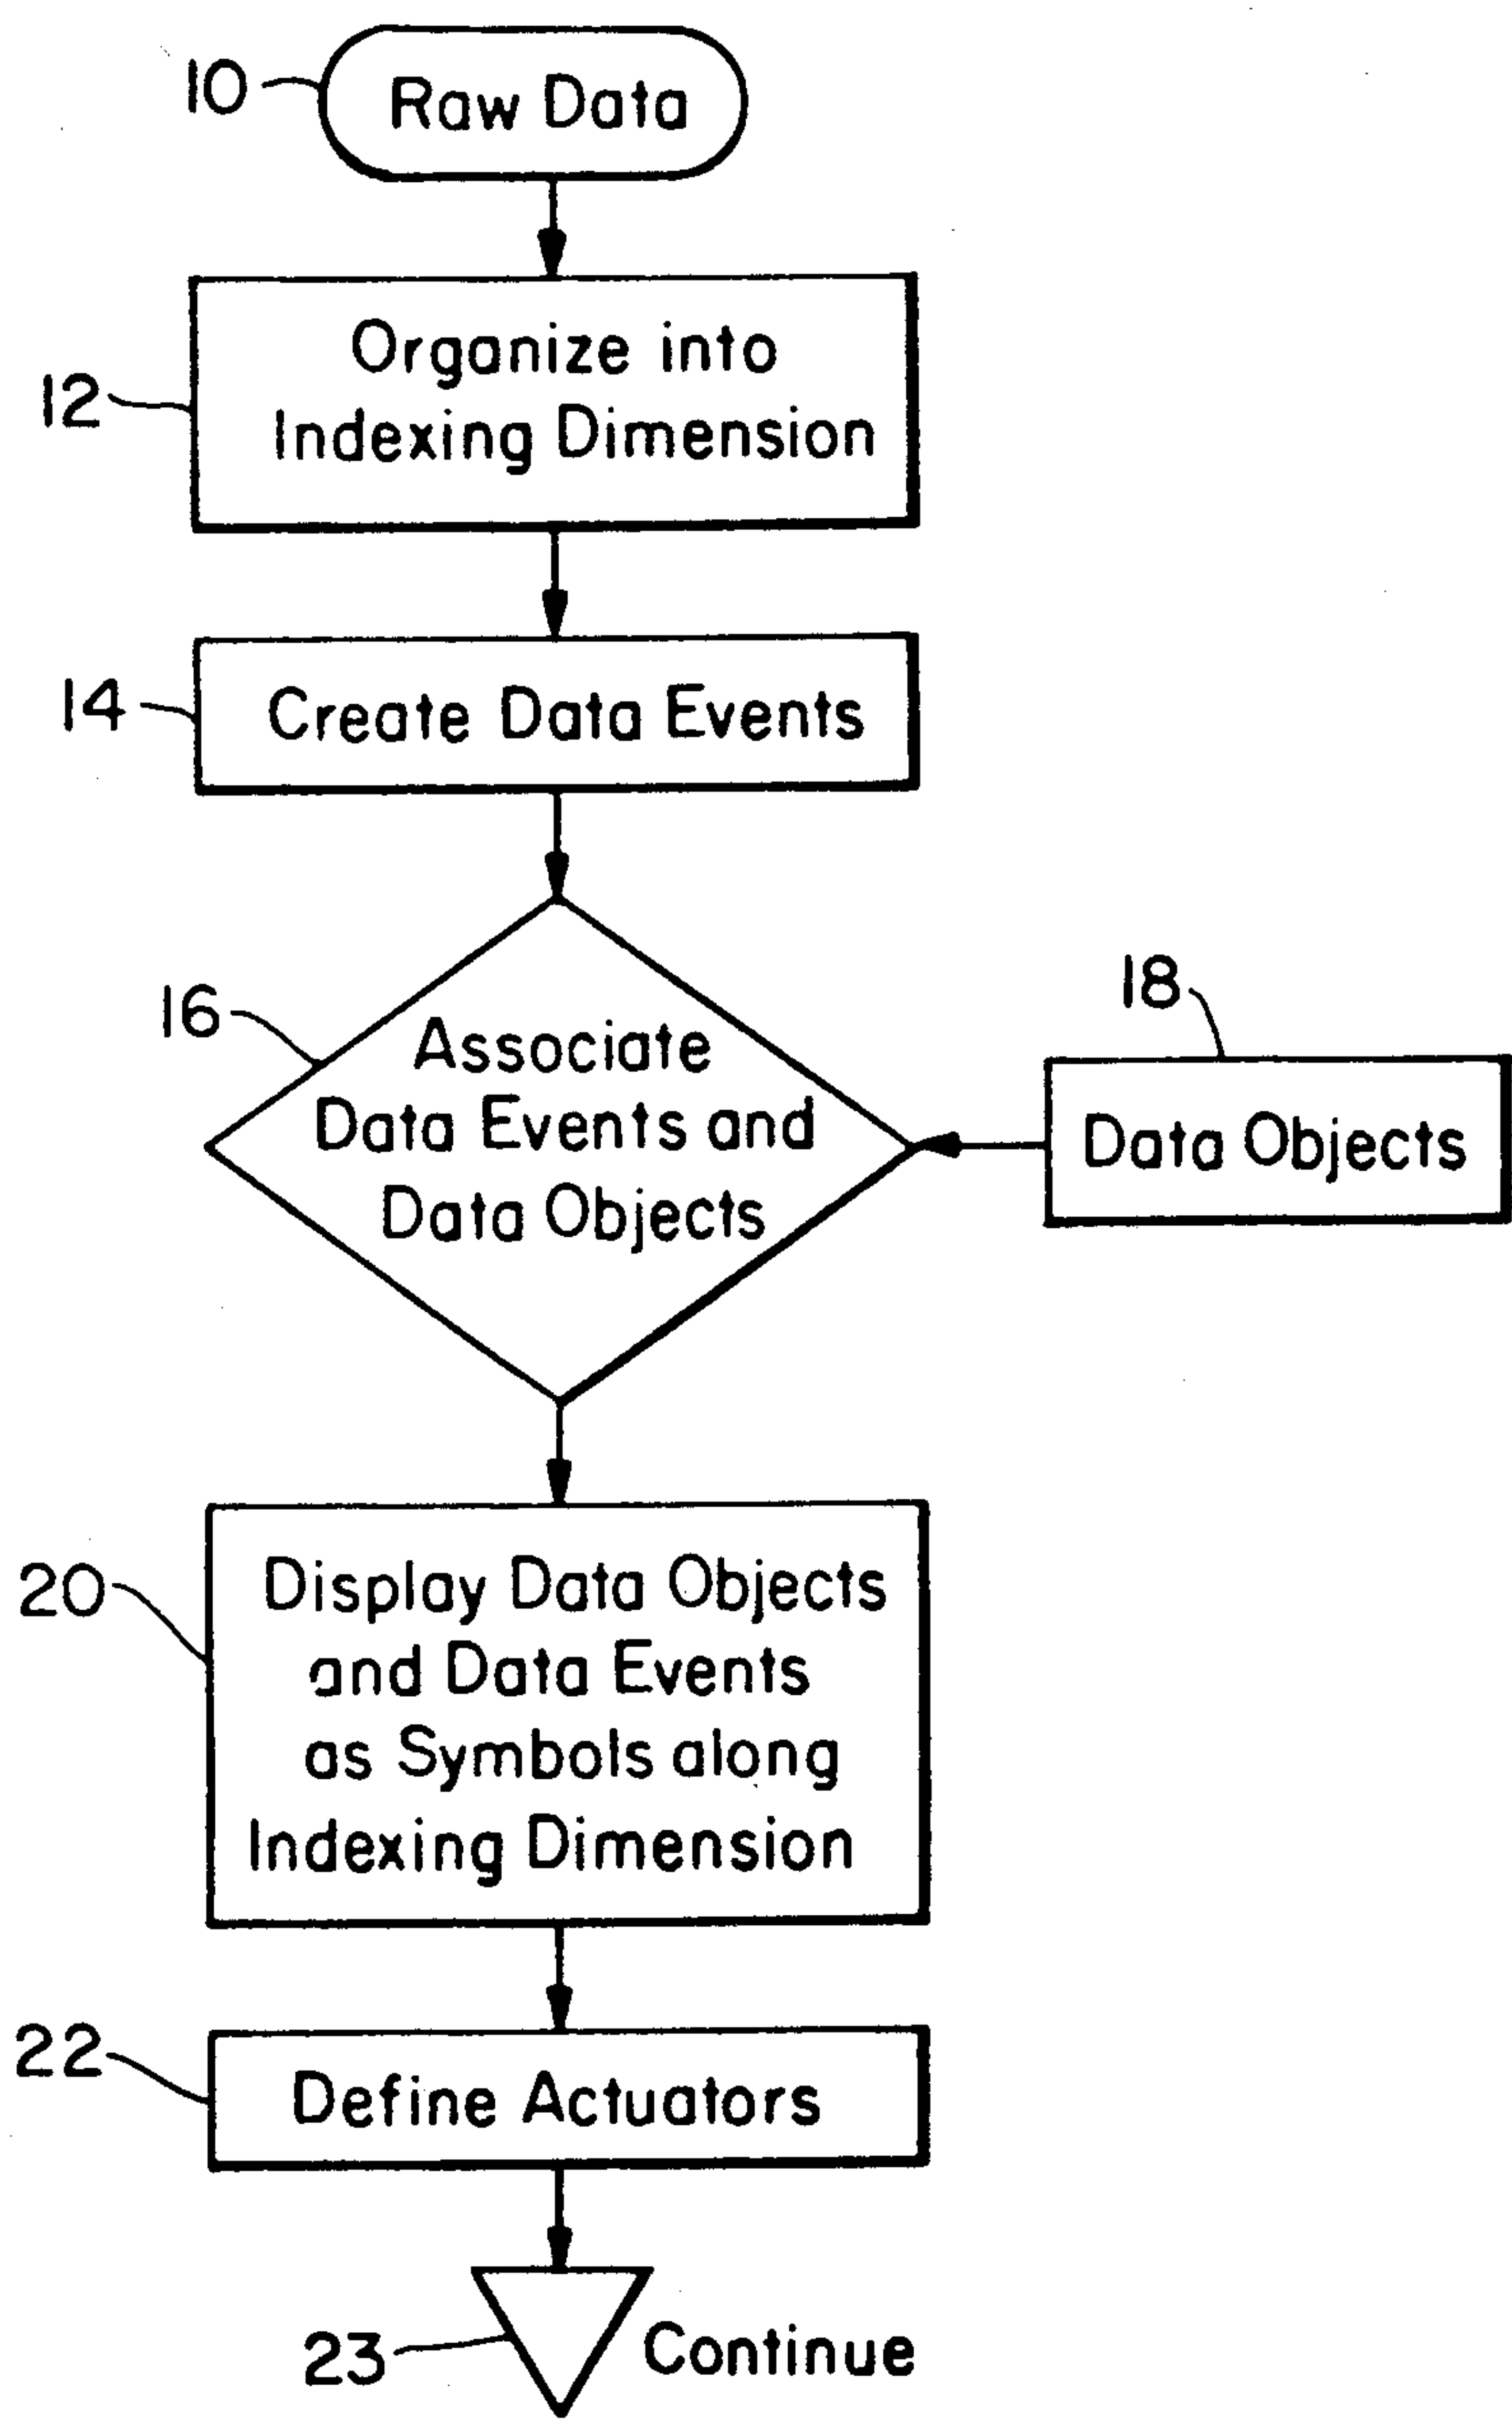 10
Raw Data
12
Organize into
Indexing Dimension
14
Create Data Events
16
Associate
Data Events and
Data Objects
18
Data Objects
20
Display Data Objects
and Data Events
as Symbols along
Indexing Dimension
22
Define Actuators
23
Continue